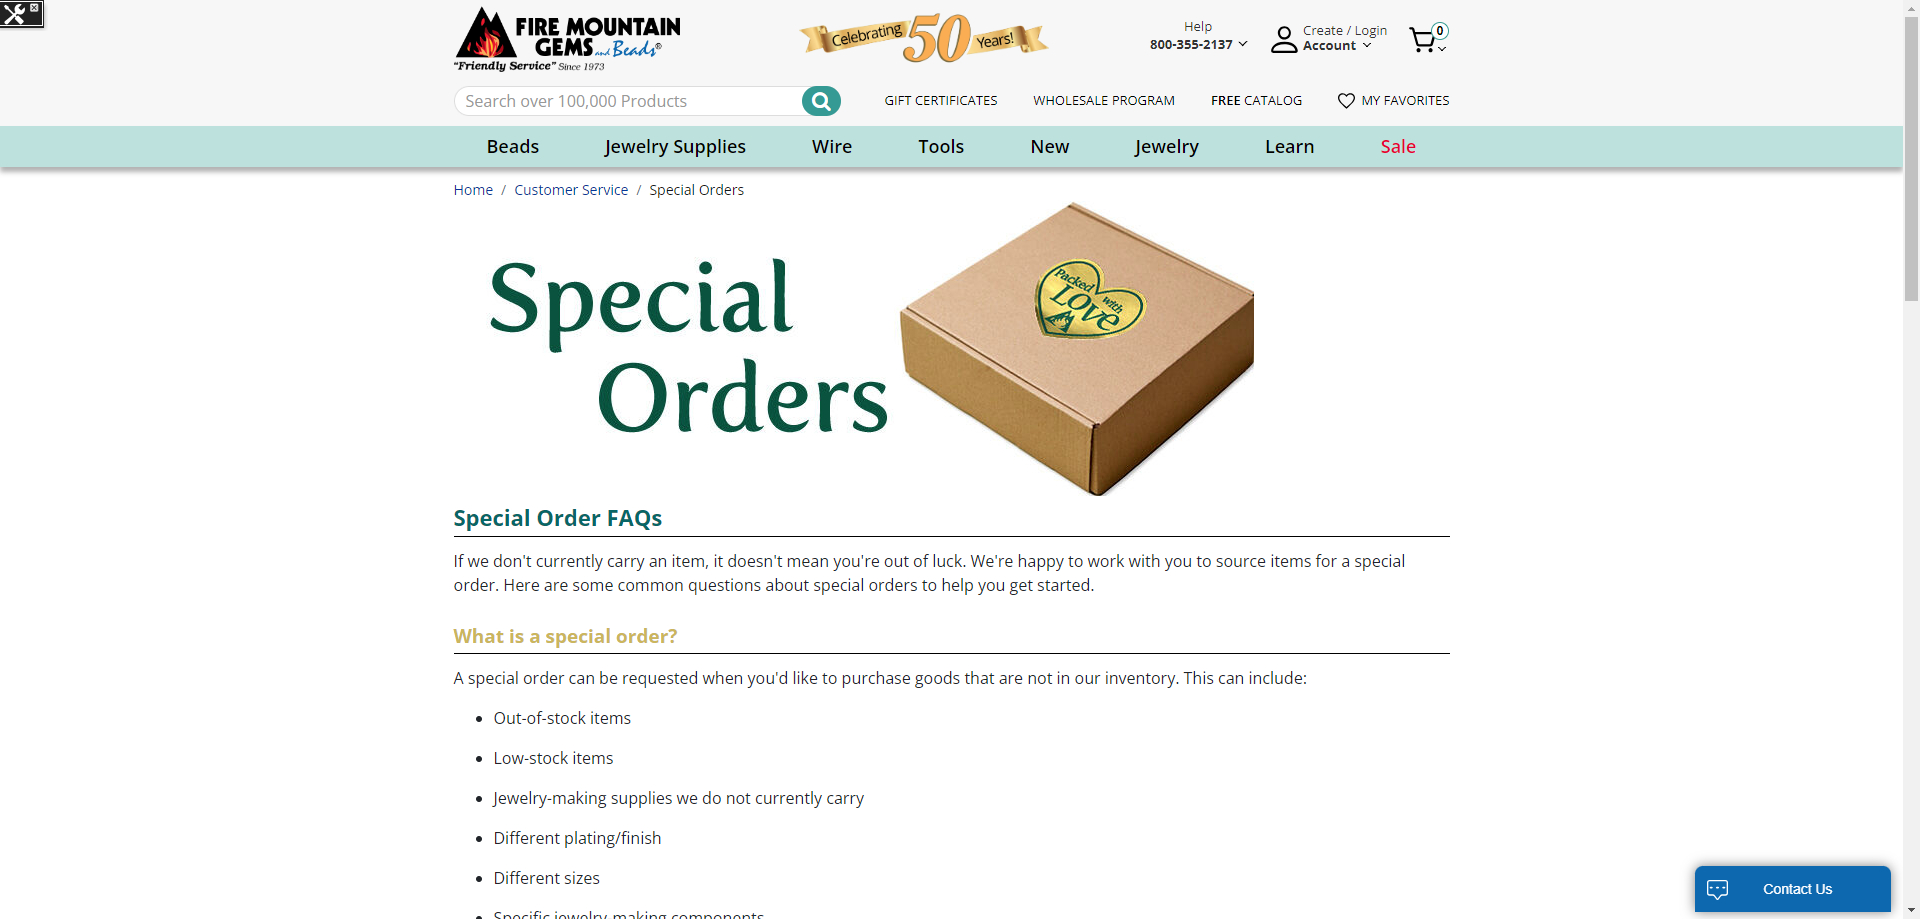 FIRE MOUNTAIN
GEMS and Beads®
"Friendly Service" Since 1973
Celebrating 50 Years!
Help
800-355-2137
Create / Login
Account
0
Search over 100,000 Products
GIFT CERTIFICATES
WHOLESALE PROGRAM
FREE CATALOG
MY FAVORITES
Beads
Jewelry Supplies
Wire
Tools
New
Jewelry
Learn
Sale
Home / Customer Service / Special Orders
Special
Orders
Packed with
Love
Special Order FAQs
If we don't currently carry an item, it doesn't mean you're out of luck. We're happy to work with you to source items for a special
order. Here are some common questions about special orders to help you get started.
What is a special order?
A special order can be requested when you'd like to purchase goods that are not in our inventory. This can include:
Out-of-stock items
Low-stock items
Jewelry-making supplies we do not currently carry
Different plating/finish
Different sizes
Specific jewelry-making components
Contact Us